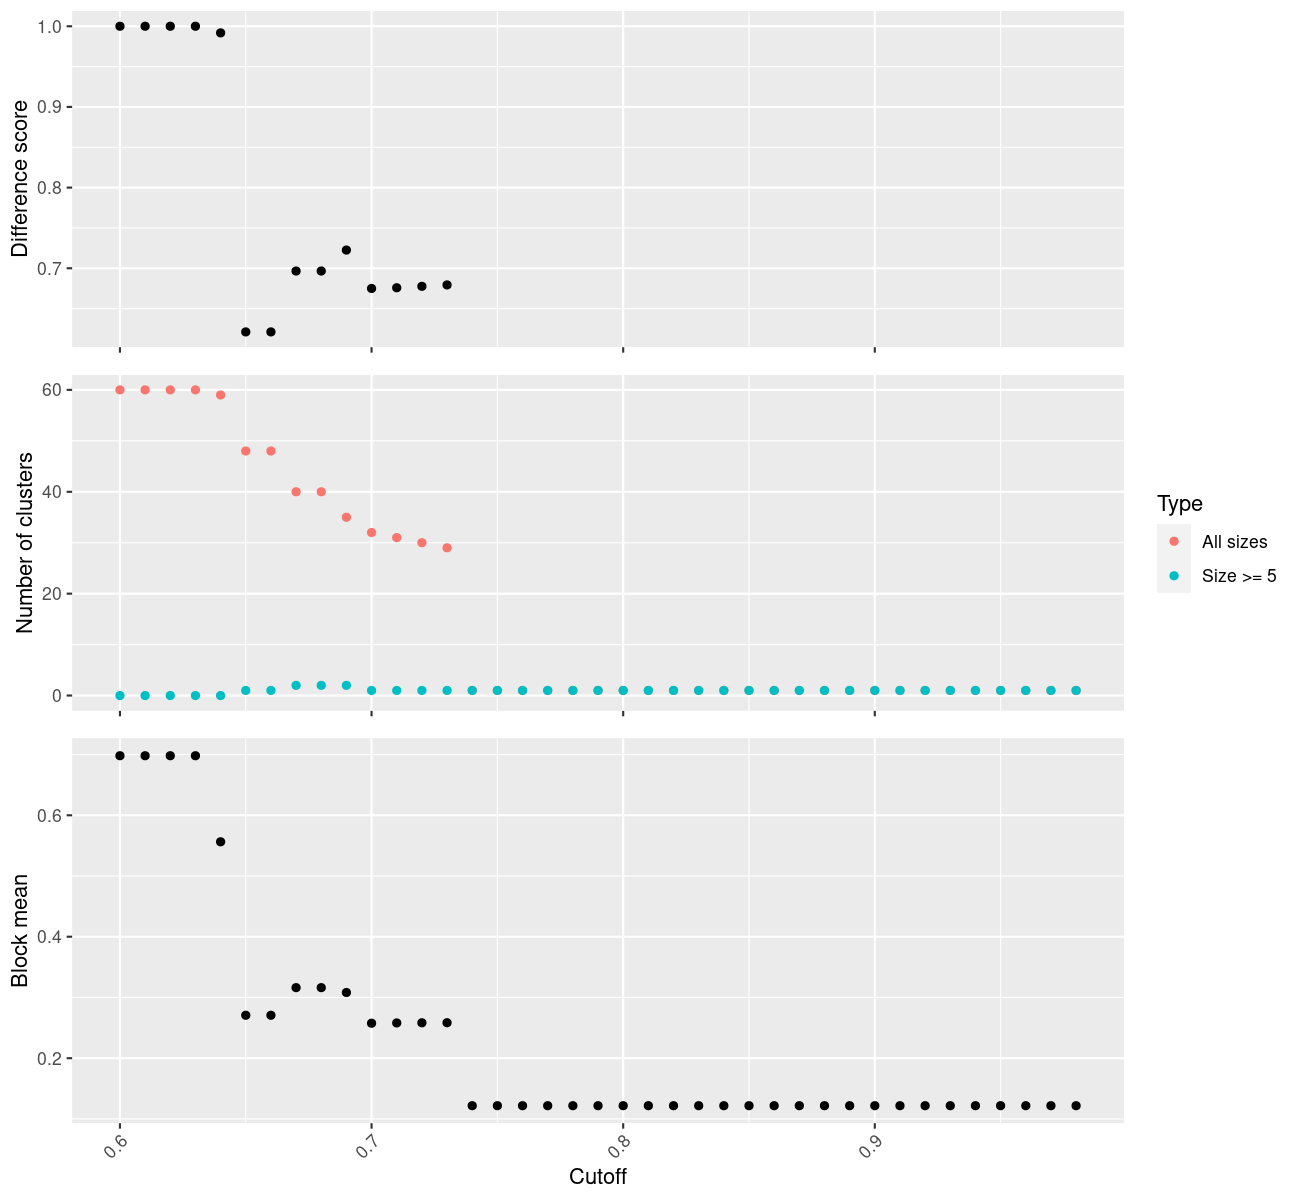 Difference score
1.0
0.9
0.8
0.7
Number of clusters
60
40
20
0
Type
All sizes
Size >= 5
Block mean
0.6
0.4
0.2
0.6
0.7
0.8
0.9
Cutoff